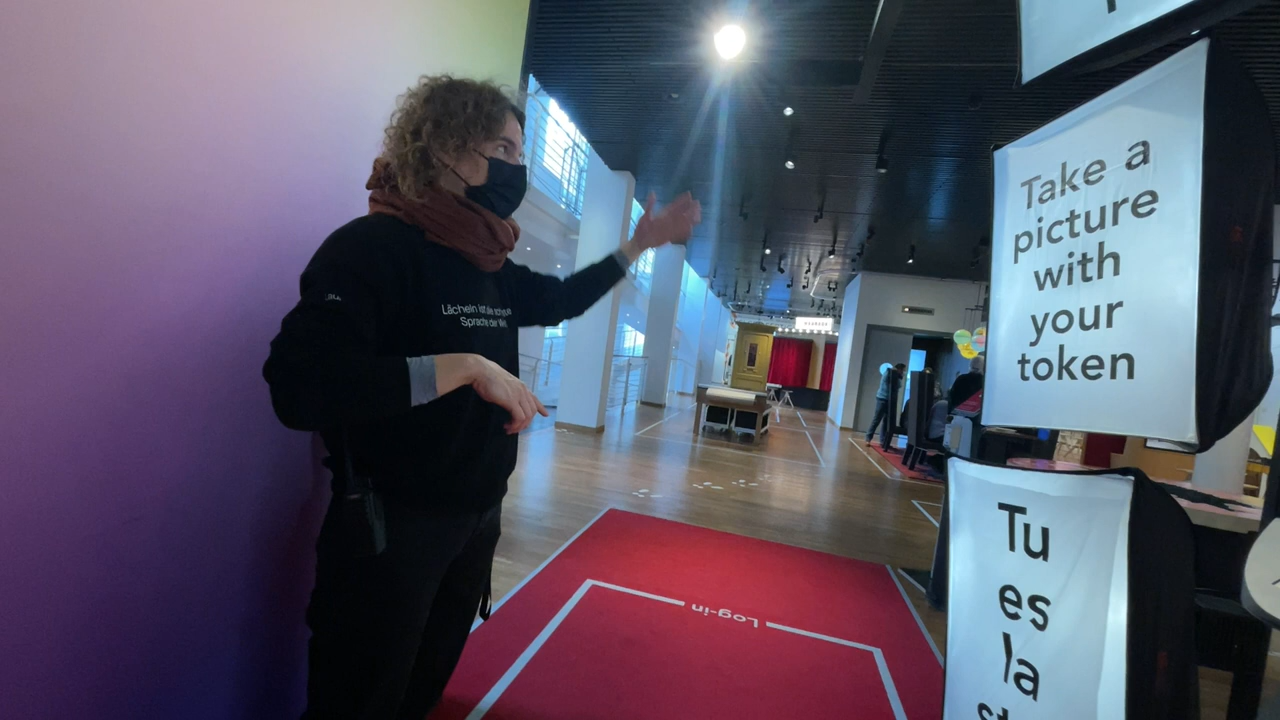 Lächeln ist die schönste
Sprache der Welt
Take a
picture
with
your
token
Tu
es
la
Log-in